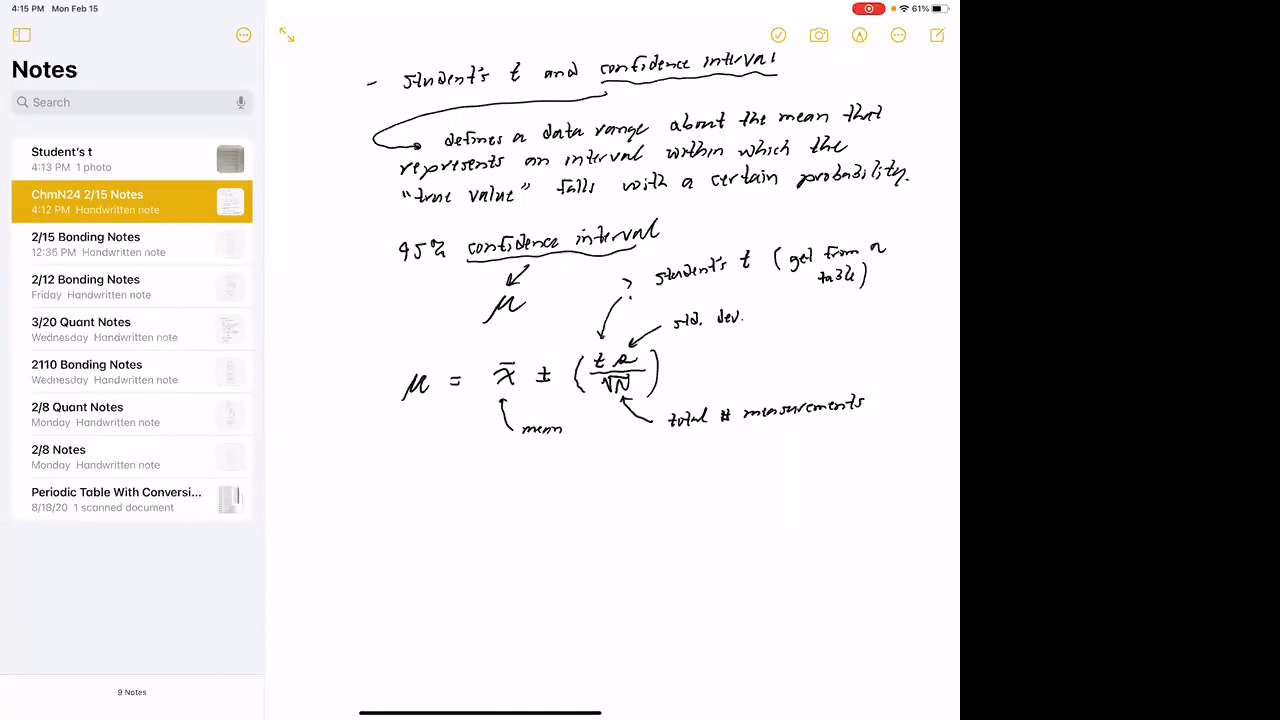 4:15 PM Mon Feb 15
61%
Notes
Search
Student's t
4:13 PM 1 photo
ChmN24 2/15 Notes
4:12 PM Handwritten note
2/15 Bonding Notes
12:35 PM Handwritten note
2/12 Bonding Notes
Friday Handwritten note
3/20 Quant Notes
Wednesday Handwritten note
2110 Bonding Notes
Wednesday Handwritten note
2/8 Quant Notes
Monday Handwritten note
2/8 Notes
Monday Handwritten note
Periodic Table With Conversi...
8/18/20 1 scanned document
9 Notes
- student's t and confidence interval
defines a data range about the mean that
represents an interval within which the
"true value" falls with a certain probability.
95% confidence interval
μ
? student's t (get from a
table)
std. dev.
μ = x̄ ± (ts/√N)
mean
total # measurements